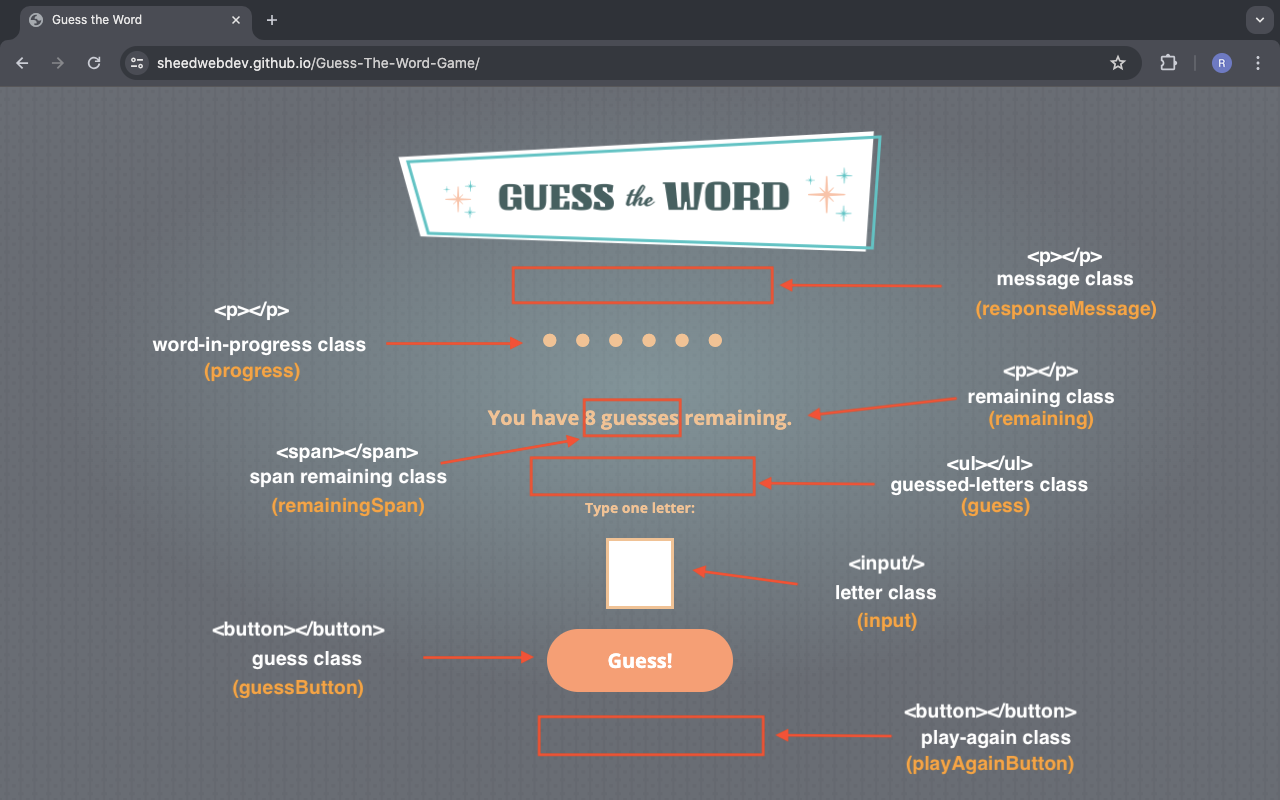 Guess the Word
sheedwebdev.github.io/Guess-The-Word-Game/
R
GUESS the WORD
<p></p>
message class
(responseMessage)
<p></p>
word-in-progress class
(progress)
<p></p>
remaining class
(remaining)
You have 8 guesses remaining.
<span></span>
span remaining class
(remainingSpan)
<ul></ul>
guessed-letters class
(guess)
Type one letter:
<input/>
letter class
(input)
<button></button>
guess class
(guessButton)
Guess!
<button></button>
play-again class
(playAgainButton)